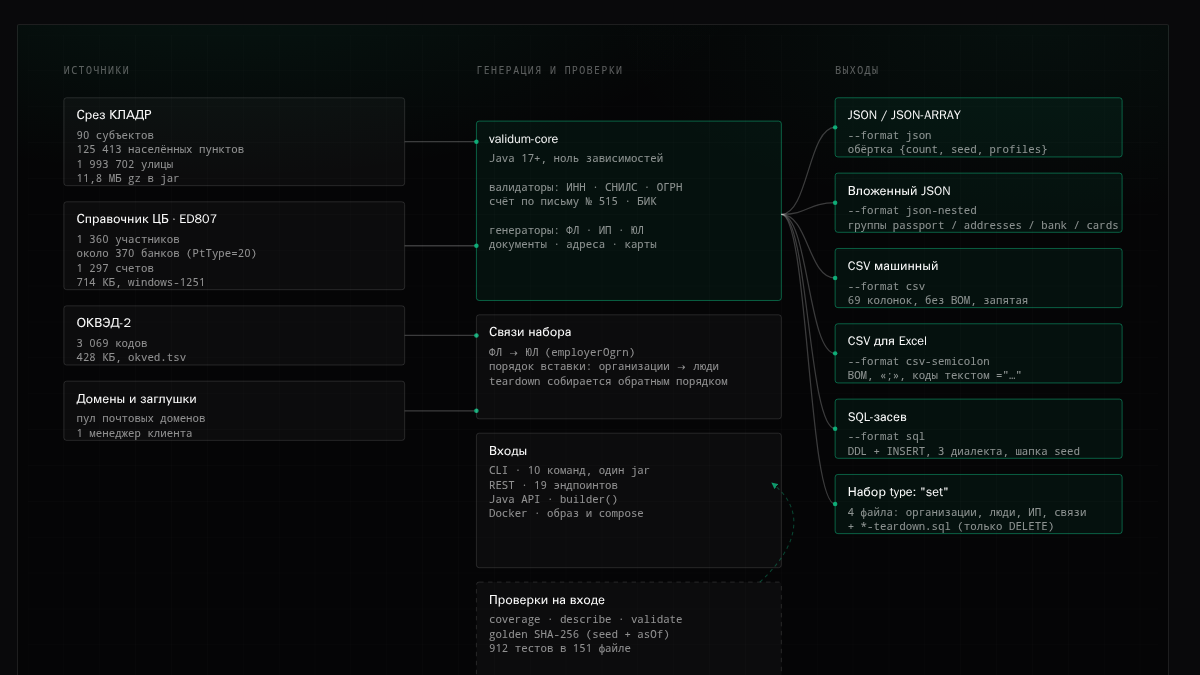 ИСТОЧНИКИ
Срез КЛАДР
90 субъектов
125 413 населённых пунктов
1 993 702 улицы
11,8 МБ gz в jar
Справочник ЦБ · ED807
1 360 участников
около 370 банков (PtType=20)
1 297 счетов
714 КБ, windows-1251
ОКВЭД-2
3 069 кодов
428 КБ, okved.tsv
Домены и заглушки
пул почтовых доменов
1 менеджер клиента
ГЕНЕРАЦИЯ И ПРОВЕРКИ
validum-core
Java 17+, ноль зависимостей
валидаторы: ИНН · СНИЛС · ОГРН
счёт по письму № 515 · БИК
генераторы: ФЛ · ИП · ЮЛ
документы · адреса · карты
Связи набора
ФЛ → ЮЛ (employerOgrn)
порядок вставки: организации → люди
teardown собирается обратным порядком
Входы
CLI · 10 команд, один jar
REST · 19 эндпоинтов
Java API · builder()
Docker · образ и compose
Проверки на входе
coverage · describe · validate
golden SHA-256 (seed + asOf)
912 тестов в 151 файле
ВЫХОДЫ
JSON / JSON-ARRAY
--format json
обёртка {count, seed, profiles}
Вложенный JSON
--format json-nested
группы passport / addresses / bank / cards
CSV машинный
--format csv
69 колонок, без BOM, запятая
CSV для Excel
--format csv-semicolon
BOM, «;», коды текстом ="…"
SQL-засев
--format sql
DDL + INSERT, 3 диалекта, шапка seed
Набор type: "set"
4 файла: организации, люди, ИП, связи
+ *-teardown.sql (только DELETE)